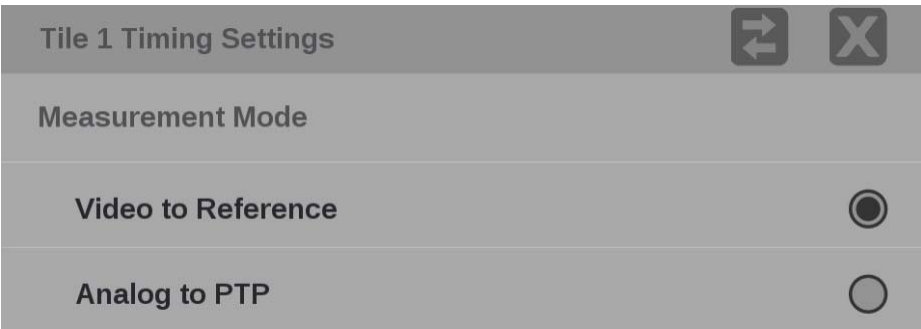 Tile 1 Timing Settings
Measurement Mode
Video to Reference
Analog to PTP